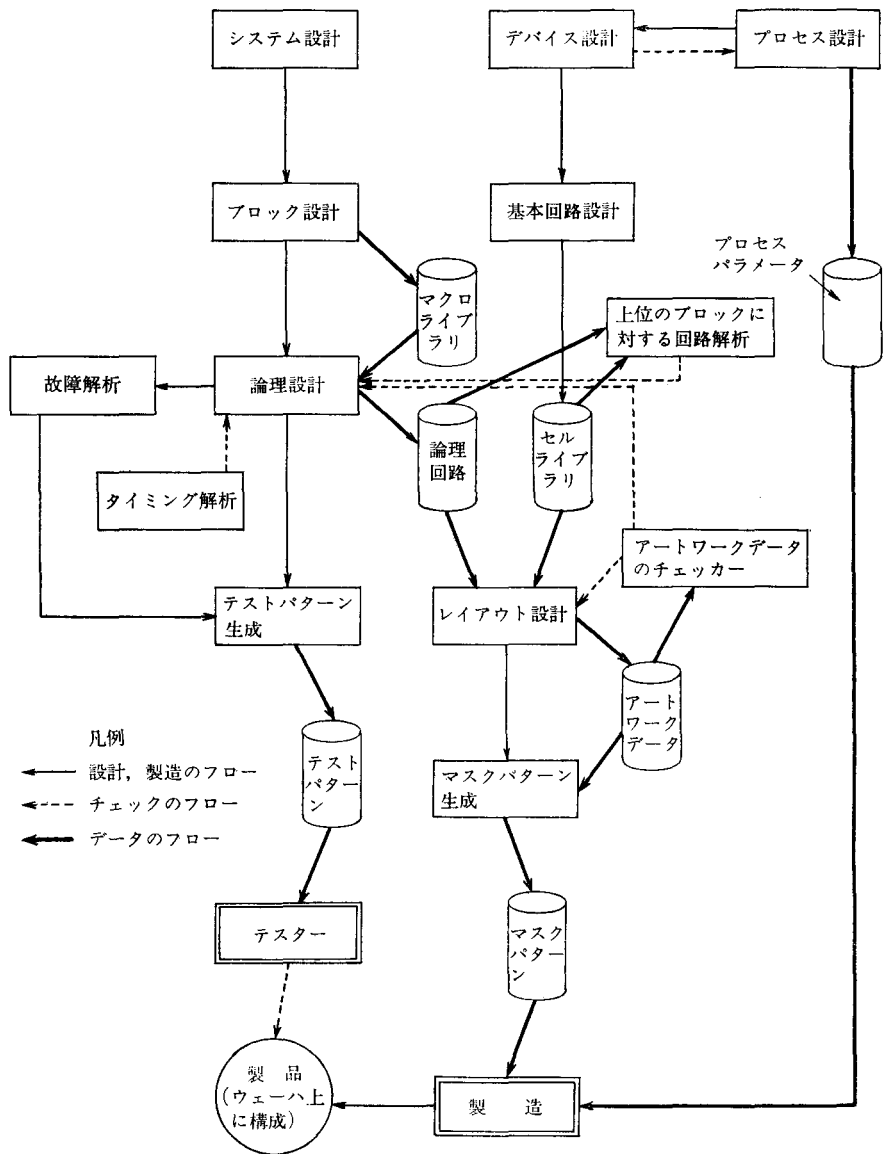 システム設計
デバイス設計
プロセス設計
ブロック設計
基本回路設計
プロセス
パラメータ
マクロ
ライブ
ラリ
上位のブロックに
対する回路解析
故障解析
論理設計
論理
回路
セル
ライブ
ラリ
タイミング解析
アートワークデータ
のチェッカー
テストパターン
生成
レイアウト設計
アート
ワーク
データ
凡例
設計，製造のフロー
チェックのフロー
データのフロー
テスト
パター
ン
マスクパターン
生成
テスター
マスク
パター
ン
製品
(ウェーハ上
に構成)
製造